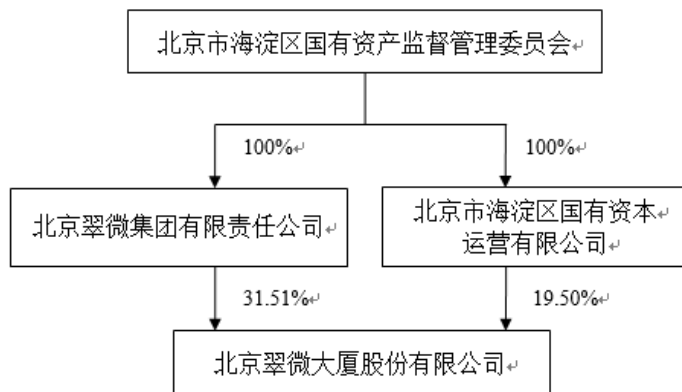 北京市海淀区国有资产监督管理委员会
100%
100%
北京翠微集团有限责任公司
北京市海淀区国有资本
运营有限公司
31.51%
19.50%
北京翠微大厦股份有限公司